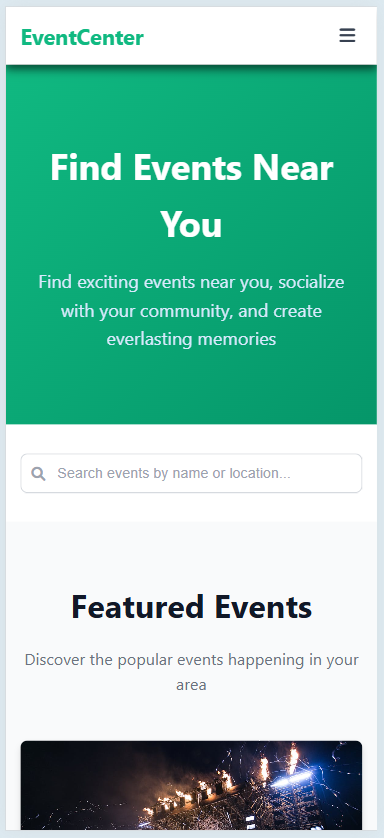 EventCenter
Find Events Near
You
Find exciting events near you, socialize
with your community, and create
everlasting memories
Search events by name or location...
Featured Events
Discover the popular events happening in your
area